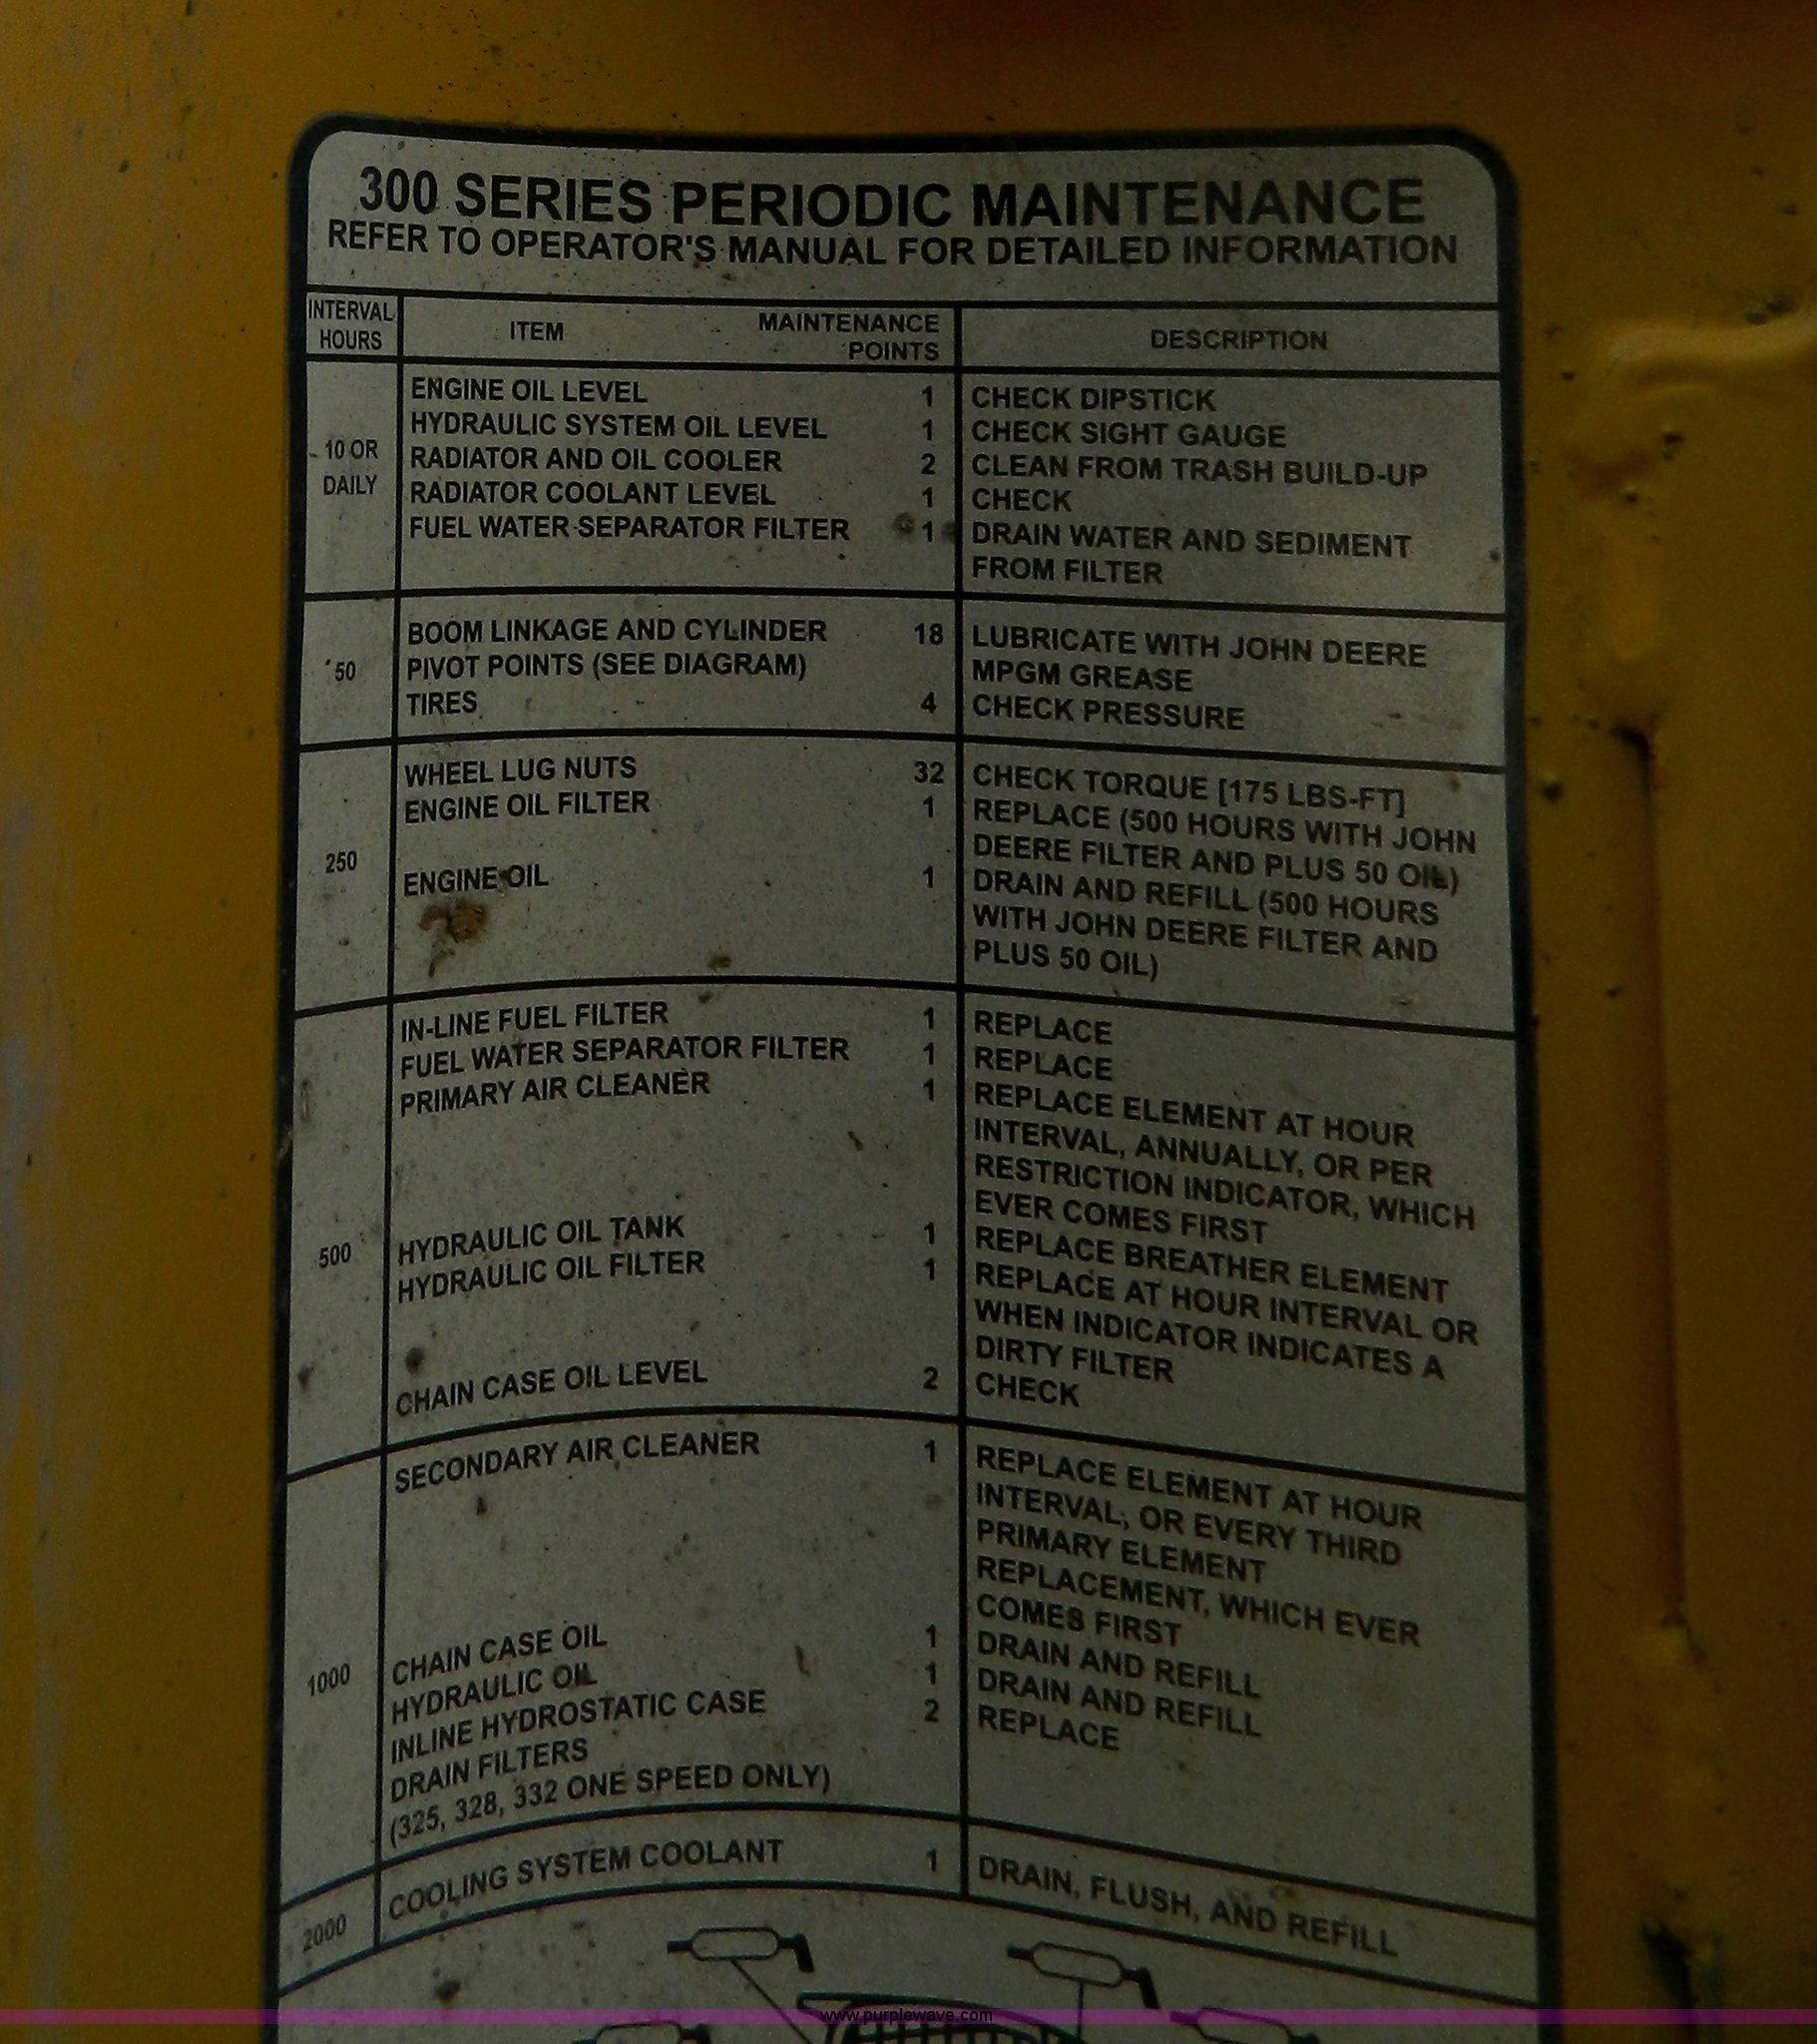 300 SERIES PERIODIC MAINTENANCE
REFER TO OPERATOR'S MANUAL FOR DETAILED INFORMATION
INTERVAL HOURS ITEM MAINTENANCE POINTS DESCRIPTION
10 OR DAILY
ENGINE OIL LEVEL 1 CHECK DIPSTICK
HYDRAULIC SYSTEM OIL LEVEL 1 CHECK SIGHT GAUGE
RADIATOR AND OIL COOLER 2 CLEAN FROM TRASH BUILD-UP
RADIATOR COOLANT LEVEL 1 CHECK
FUEL WATER SEPARATOR FILTER 1 DRAIN WATER AND SEDIMENT
FROM FILTER
50
BOOM LINKAGE AND CYLINDER 18 LUBRICATE WITH JOHN DEERE
PIVOT POINTS (SEE DIAGRAM) MPGM GREASE
TIRES 4 CHECK PRESSURE
250
WHEEL LUG NUTS 32 CHECK TORQUE [175 LBS-FT]
ENGINE OIL FILTER 1 REPLACE (500 HOURS WITH JOHN
DEERE FILTER AND PLUS 50 OIL)
ENGINE OIL 1 DRAIN AND REFILL (500 HOURS
WITH JOHN DEERE FILTER AND
PLUS 50 OIL)
500
IN-LINE FUEL FILTER 1 REPLACE
FUEL WATER SEPARATOR FILTER 1 REPLACE
PRIMARY AIR CLEANER 1 REPLACE ELEMENT AT HOUR
INTERVAL, ANNUALLY, OR PER
RESTRICTION INDICATOR, WHICH
EVER COMES FIRST
HYDRAULIC OIL TANK 1 REPLACE BREATHER ELEMENT
HYDRAULIC OIL FILTER 1 REPLACE AT HOUR INTERVAL OR
WHEN INDICATOR INDICATES A
DIRTY FILTER
CHAIN CASE OIL LEVEL 2 CHECK
1000
SECONDARY AIR CLEANER 1 REPLACE ELEMENT AT HOUR
INTERVAL, OR EVERY THIRD
PRIMARY ELEMENT
REPLACEMENT, WHICH EVER
COMES FIRST
CHAIN CASE OIL 1 DRAIN AND REFILL
HYDRAULIC OIL 1 DRAIN AND REFILL
INLINE HYDROSTATIC CASE 2 REPLACE
DRAIN FILTERS
(325, 328, 332 ONE SPEED ONLY)
2000
COOLING SYSTEM COOLANT 1 DRAIN, FLUSH, AND REFILL
www.purplewave.com